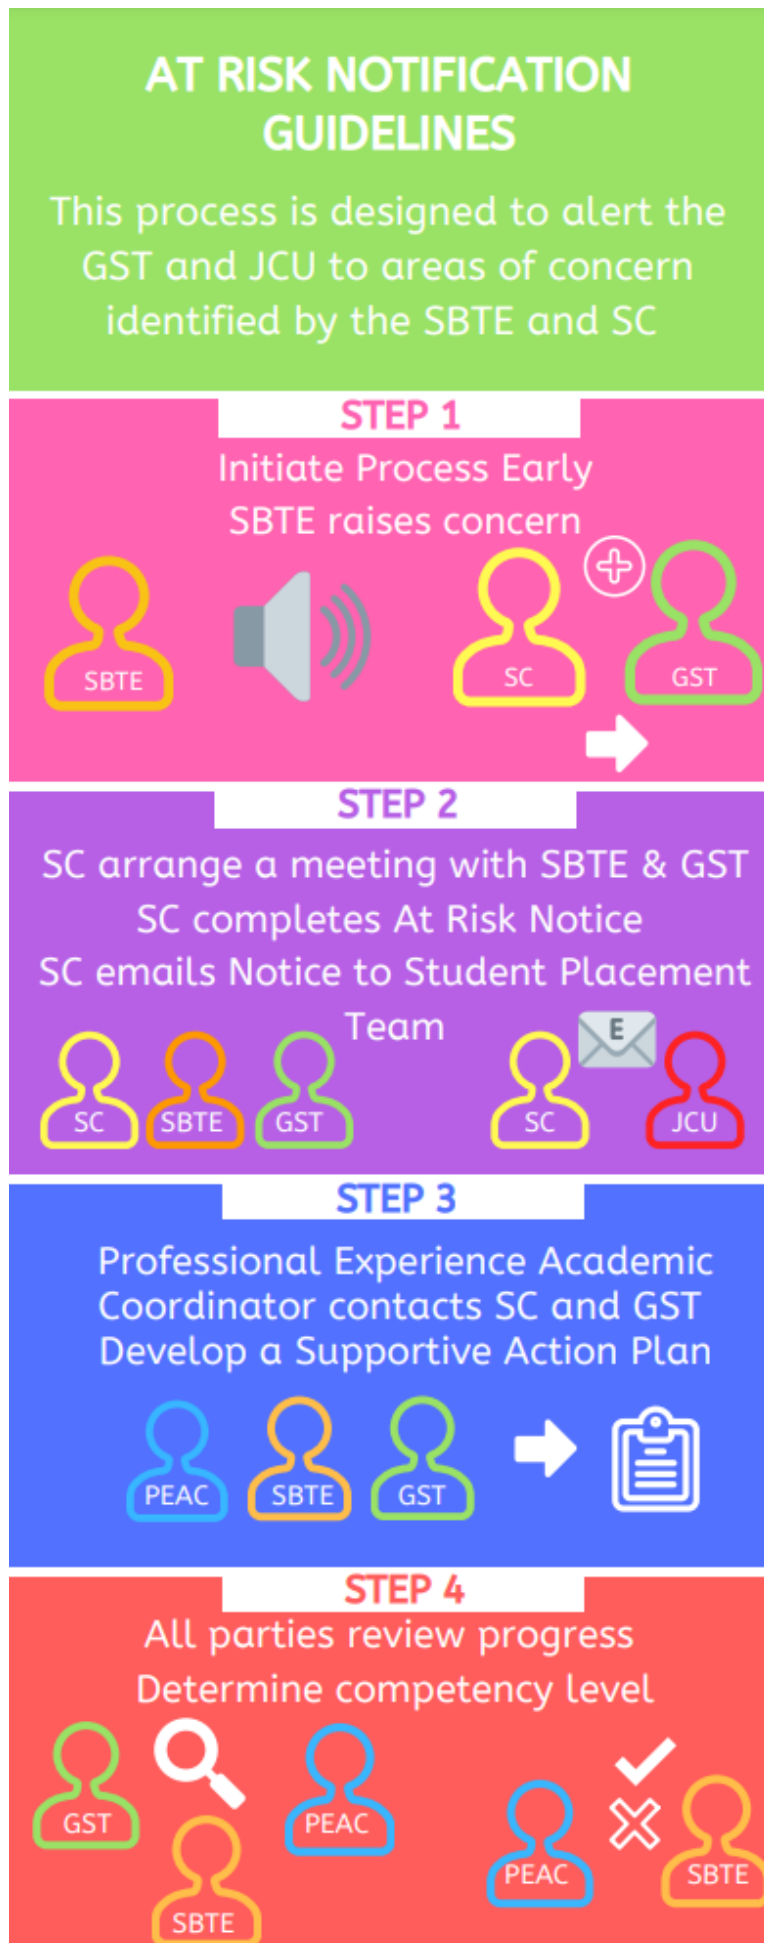 AT RISK NOTIFICATION
GUIDELINES
This process is designed to alert the
GST and JCU to areas of concern
identified by the SBTE and SC
STEP 1
Initiate Process Early
SBTE raises concern
SBTE
SC
GST
STEP 2
SC arrange a meeting with SBTE & GST
SC completes At Risk Notice
SC emails Notice to Student Placement
Team
E
SC
SBTE
GST
SC
JCU
STEP 3
Professional Experience Academic
Coordinator contacts SC and GST
Develop a Supportive Action Plan
PEAC
SBTE
GST
STEP 4
All parties review progress
Determine competency level
GST
PEAC
SBTE
PEAC
SBTE